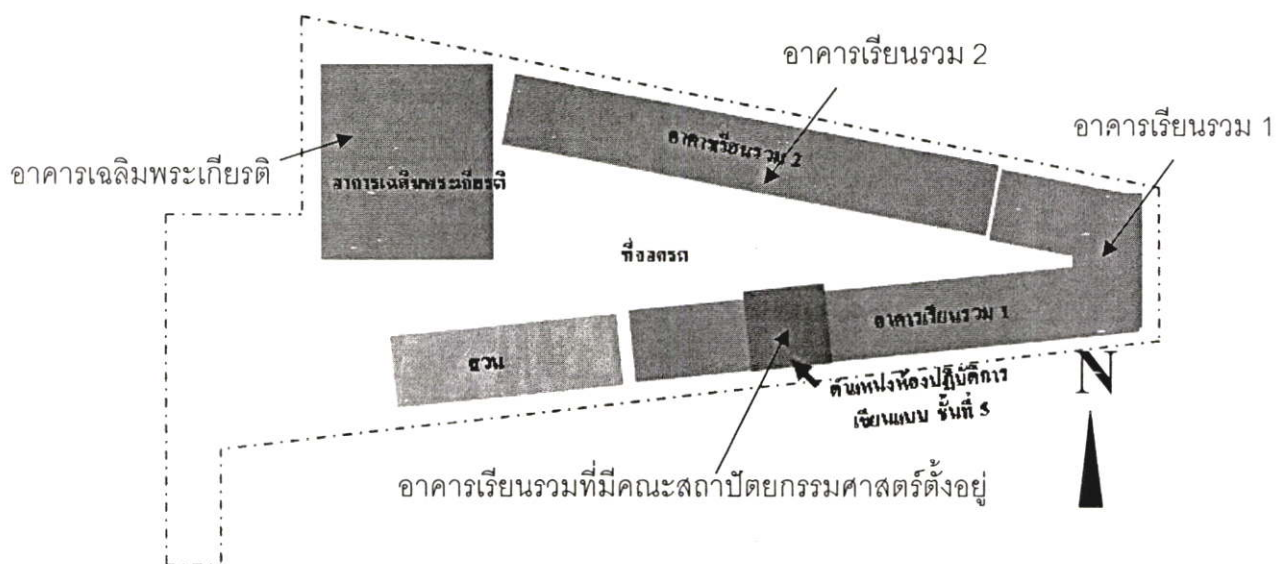 อาคารเรียนรวม 2
อาคารเรียนรวม 1
อาคารเรียนรวม 2
อาคารเฉลิมพระเกียรติ
อาคารเฉลิมพระเกียรติ
ที่จอดรถ
อาคารเรียนรวม 1
สวน
ตำแหน่งห้องปฏิบัติการ
เขียนแบบ ชั้นที่ 5
N
อาคารเรียนรวมที่มีคณะสถาปัตยกรรมศาสตร์ตั้งอยู่